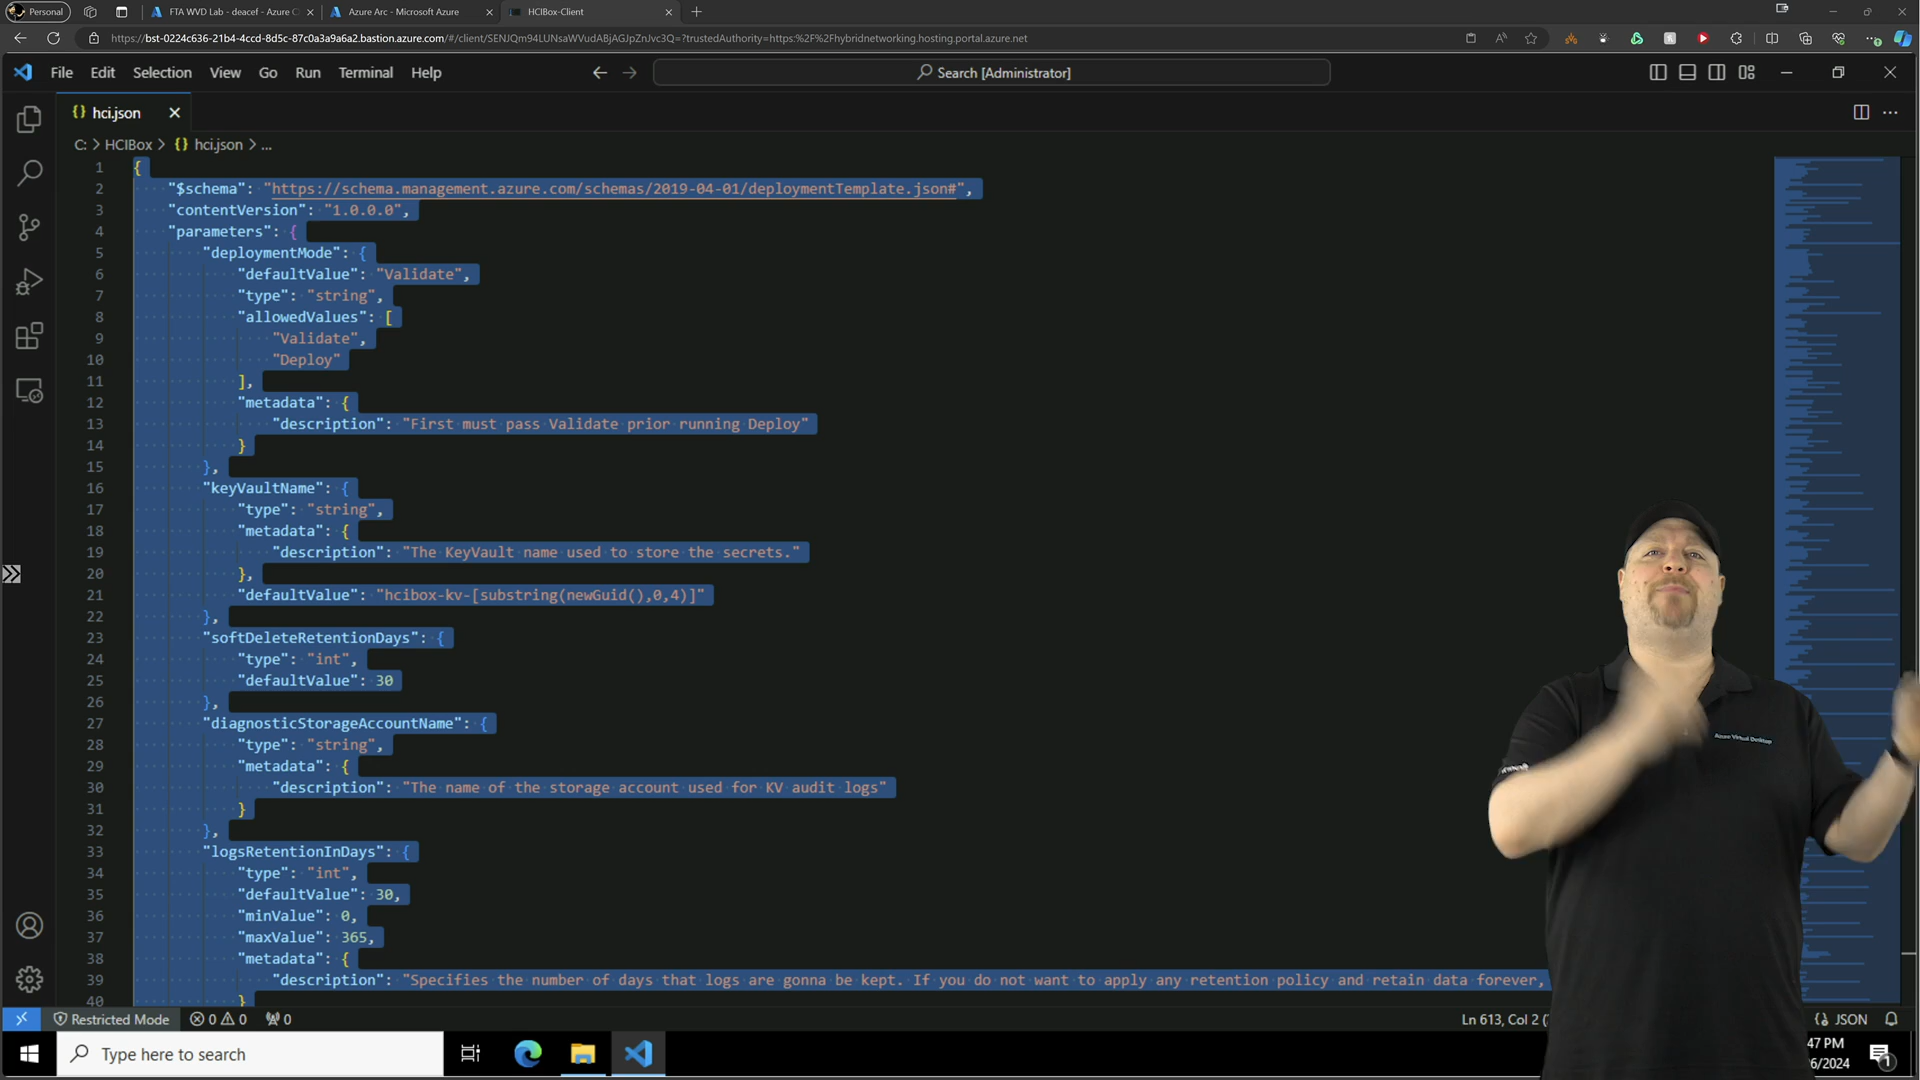 Personal
FTA WVD Lab - deacef - Azure
Azure Arc - Microsoft Azure
HCIBox-Client
https://bst-0224c636-21b4-4ccd-8d5c-87c0a3a9a6a2.bastion.azure.com/#/client/SENJQm94LUNsaWVudABjAGJpZnJvc3Q=?trustedAuthority=https:%2F%2Fhybridnetworking.hosting.portal.azure.net
File Edit Selection View Go Run Terminal Help
Search [Administrator]
hci.json
C: > HCIBox > {} hci.json > ...
1 {
2 "$schema": "https://schema.management.azure.com/schemas/2019-04-01/deploymentTemplate.json#",
3 "contentVersion": "1.0.0.0",
4 "parameters": {
5 "deploymentMode": {
6 "defaultValue": "Validate",
7 "type": "string",
8 "allowedValues": [
9 "Validate",
10 "Deploy"
11 ],
12 "metadata": {
13 "description": "First must pass Validate prior running Deploy"
14 }
15 },
16 "keyVaultName": {
17 "type": "string",
18 "metadata": {
19 "description": "The KeyVault name used to store the secrets."
20 },
21 "defaultValue": "hcibox-kv-[substring(newGuid(),0,4)]"
22 },
23 "softDeleteRetentionDays": {
24 "type": "int",
25 "defaultValue": 30
26 },
27 "diagnosticStorageAccountName": {
28 "type": "string",
29 "metadata": {
30 "description": "The name of the storage account used for KV audit logs"
31 }
32 },
33 "logsRetentionInDays": {
34 "type": "int",
35 "defaultValue": 30,
36 "minValue": 0,
37 "maxValue": 365,
38 "metadata": {
39 "description": "Specifies the number of days that logs are gonna be kept. If you do not want to apply any retention policy and retain data forever,
40 }
Azure Virtual Desktop
Restricted Mode
0 0
0
Ln 613, Col 2
{} JSON
Type here to search
47 PM
6/2024
1